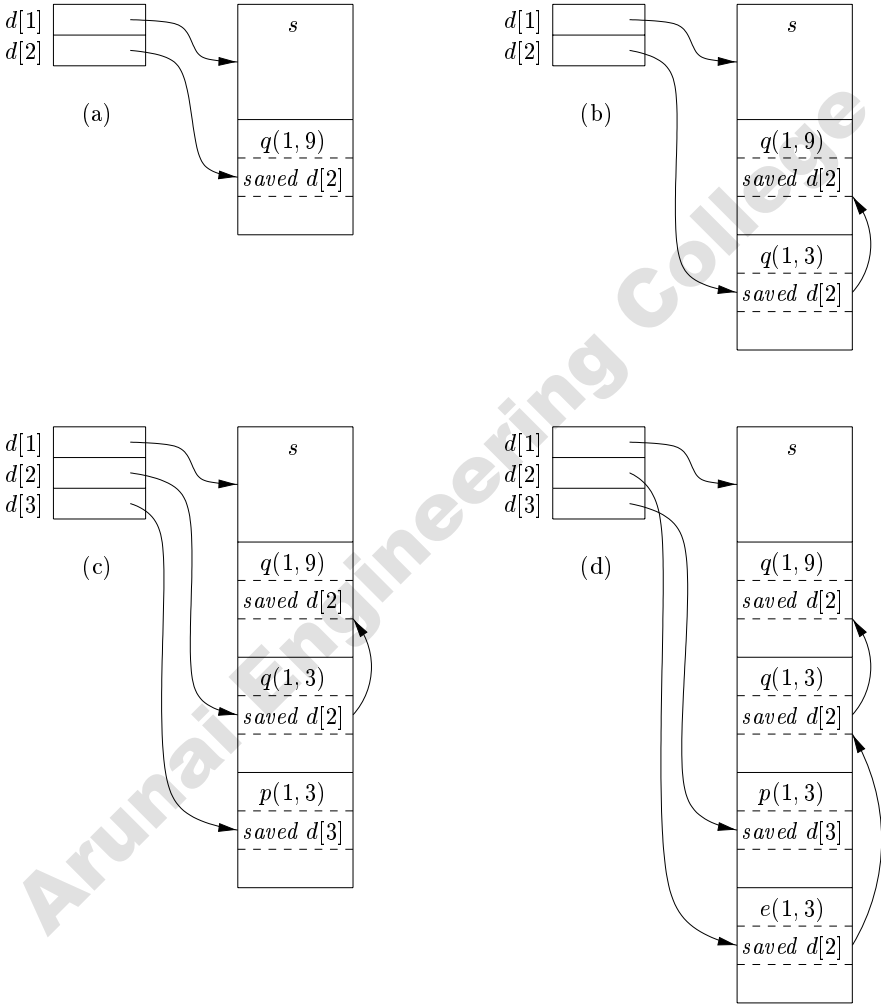 d[1]
d[2]
s
(a)
q(1, 9)
saved d[2]
d[1]
d[2]
s
(b)
q(1, 9)
saved d[2]
q(1, 3)
saved d[2]
d[1]
d[2]
d[3]
s
(c)
q(1, 9)
saved d[2]
q(1, 3)
saved d[2]
p(1, 3)
saved d[3]
d[1]
d[2]
d[3]
s
(d)
q(1, 9)
saved d[2]
q(1, 3)
saved d[2]
p(1, 3)
saved d[3]
e(1, 3)
saved d[2]
Arunai Engineering College